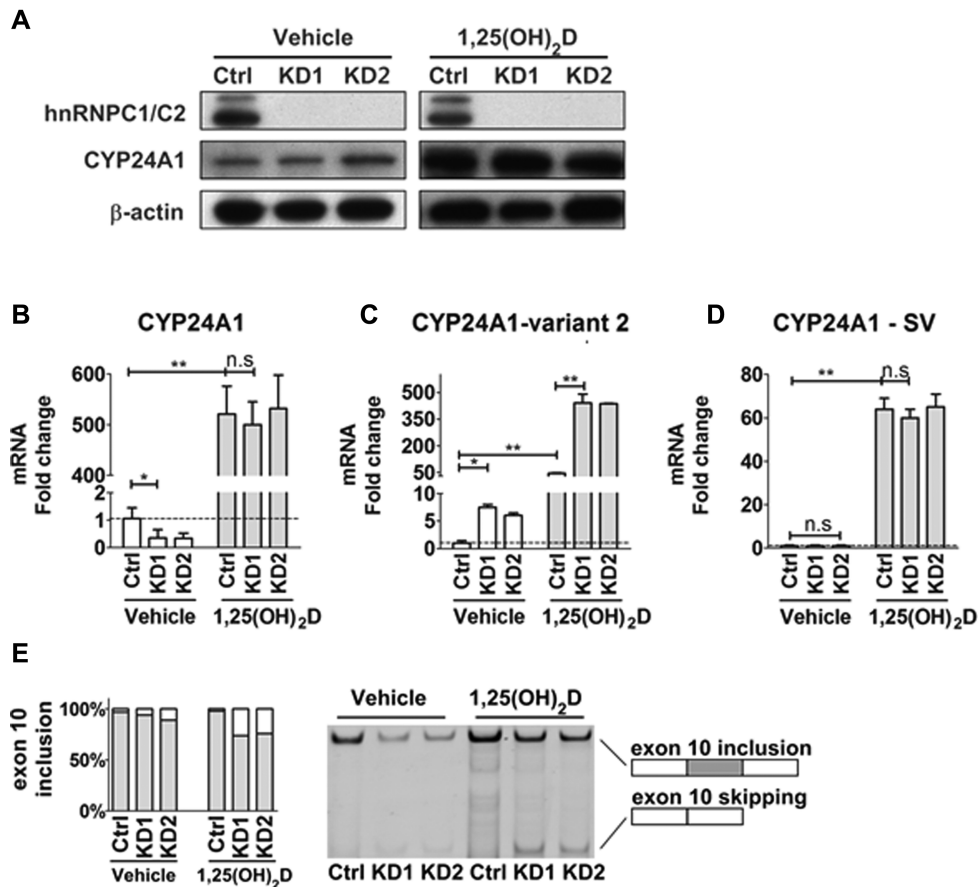 A
Vehicle 1,25(OH)2D
Ctrl KD1 KD2 Ctrl KD1 KD2
hnRNPC1/C2
CYP24A1
β-actin
B
CYP24A1
mRNA
Fold change
600
500
400
2
1
0
*
**
n.s
Ctrl KD1 KD2 Ctrl KD1 KD2
Vehicle 1,25(OH)2D
C
CYP24A1-variant 2
mRNA
Fold change
500
350
200
50
10
5
0
*
**
**
Ctrl KD1 KD2 Ctrl KD1 KD2
Vehicle 1,25(OH)2D
D
CYP24A1 - SV
mRNA
Fold change
80
60
40
20
0
n.s
**
n.s
Ctrl KD1 KD2 Ctrl KD1 KD2
Vehicle 1,25(OH)2D
E
exon 10
inclusion
100%
50%
0%
Ctrl KD1 KD2 Ctrl KD1 KD2
Vehicle 1,25(OH)2D
Vehicle 1,25(OH)2D
Ctrl KD1 KD2 Ctrl KD1 KD2
exon 10 inclusion
exon 10 skipping